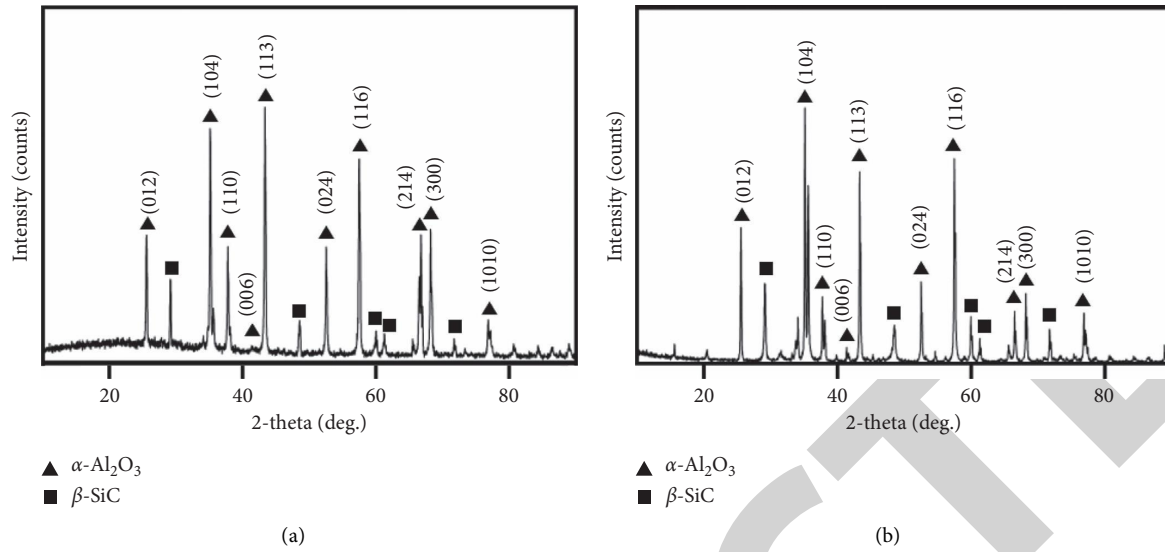 Intensity (counts)
(012)
(104)
(110)
(006)
(113)
(024)
(116)
(214)
(300)
(1010)
20 40 60 80
2-theta (deg.)
▲ α-Al₂O₃
■ β-SiC
(a)
Intensity (counts)
(012)
(104)
(110)
(006)
(113)
(024)
(116)
(214)
(300)
(1010)
20 40 60 80
2-theta (deg.)
▲ α-Al₂O₃
■ β-SiC
(b)